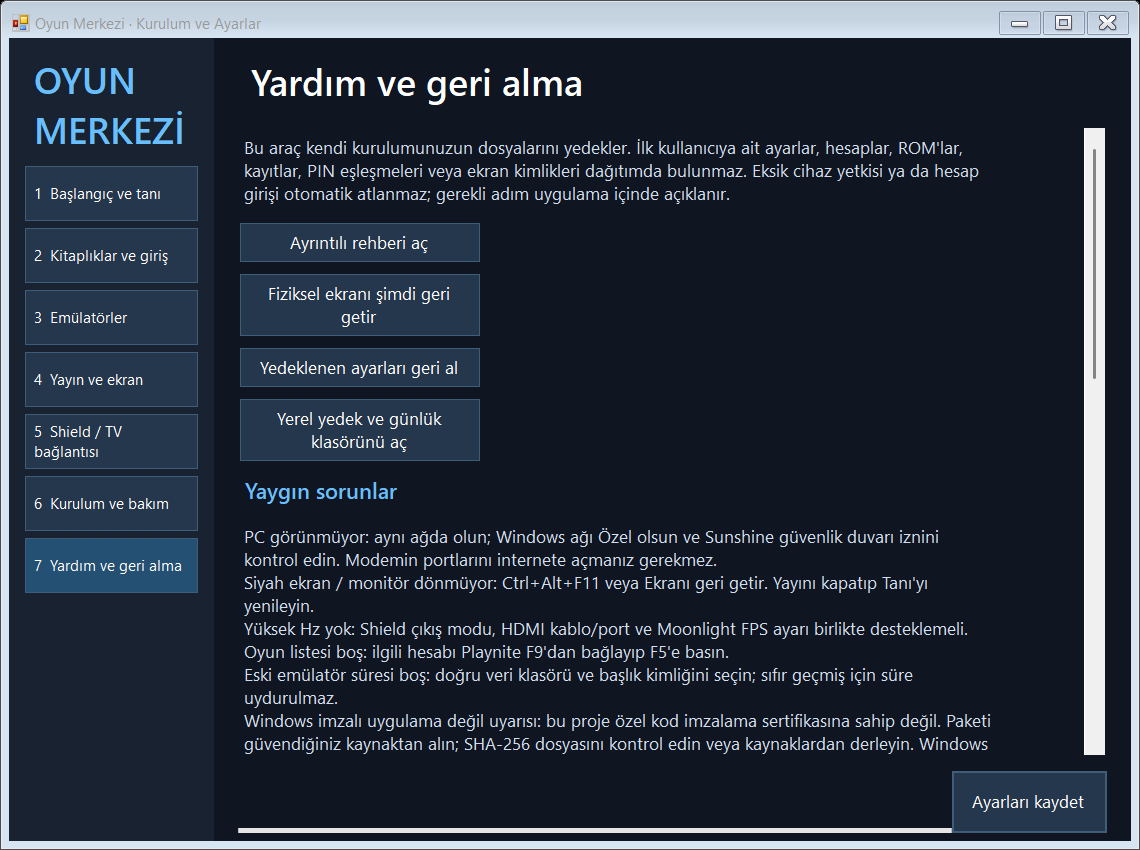 Oyun Merkezi · Kurulum ve Ayarlar
OYUN
MERKEZİ
1 Başlangıç ve tanı
2 Kitaplıklar ve giriş
3 Emülatörler
4 Yayın ve ekran
5 Shield / TV
bağlantısı
6 Kurulum ve bakım
7 Yardım ve geri alma
Yardım ve geri alma
Bu araç kendi kurulumunuzun dosyalarını yedekler. İlk kullanıcıya ait ayarlar, hesaplar, ROM'lar,
kayıtlar, PIN eşleşmeleri veya ekran kimlikleri dağıtımda bulunmaz. Eksik cihaz yetkisi ya da hesap
girişi otomatik atlanmaz; gerekli adım uygulama içinde açıklanır.
Ayrıntılı rehberi aç
Fiziksel ekranı şimdi geri
getir
Yedeklenen ayarları geri al
Yerel yedek ve günlük
klasörünü aç
Yaygın sorunlar
PC görünmüyor: aynı ağda olun; Windows ağı Özel olsun ve Sunshine güvenlik duvarı iznini
kontrol edin. Modemin portlarını internete açmanız gerekmez.
Siyah ekran / monitör dönmüyor: Ctrl+Alt+F11 veya Ekranı geri getir. Yayını kapatıp Tanı'yı
yenileyin.
Yüksek Hz yok: Shield çıkış modu, HDMI kablo/port ve Moonlight FPS ayarı birlikte desteklemeli.
Oyun listesi boş: ilgili hesabı Playnite F9'dan bağlayıp F5'e basın.
Eski emülatör süresi boş: doğru veri klasörü ve başlık kimliğini seçin; sıfır geçmiş için süre
uydurulmaz.
Windows imzalı uygulama değil uyarısı: bu proje özel kod imzalama sertifikasına sahip değil. Paketi
güvendiğiniz kaynaktan alın; SHA-256 dosyasını kontrol edin veya kaynaklardan derleyin. Windows
Ayarları kaydet